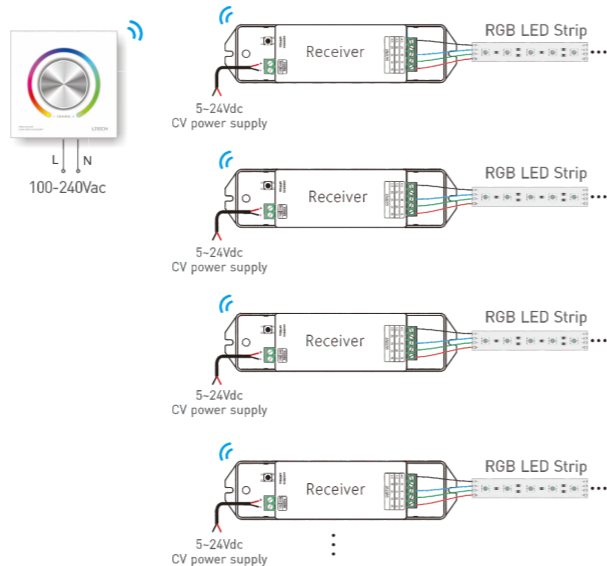 RGB LED Strip
Receiver
5~24Vdc
CV power supply
L N
100-240Vac
RGB LED Strip
Receiver
5~24Vdc
CV power supply
RGB LED Strip
Receiver
5~24Vdc
CV power supply
RGB LED Strip
Receiver
5~24Vdc
CV power supply